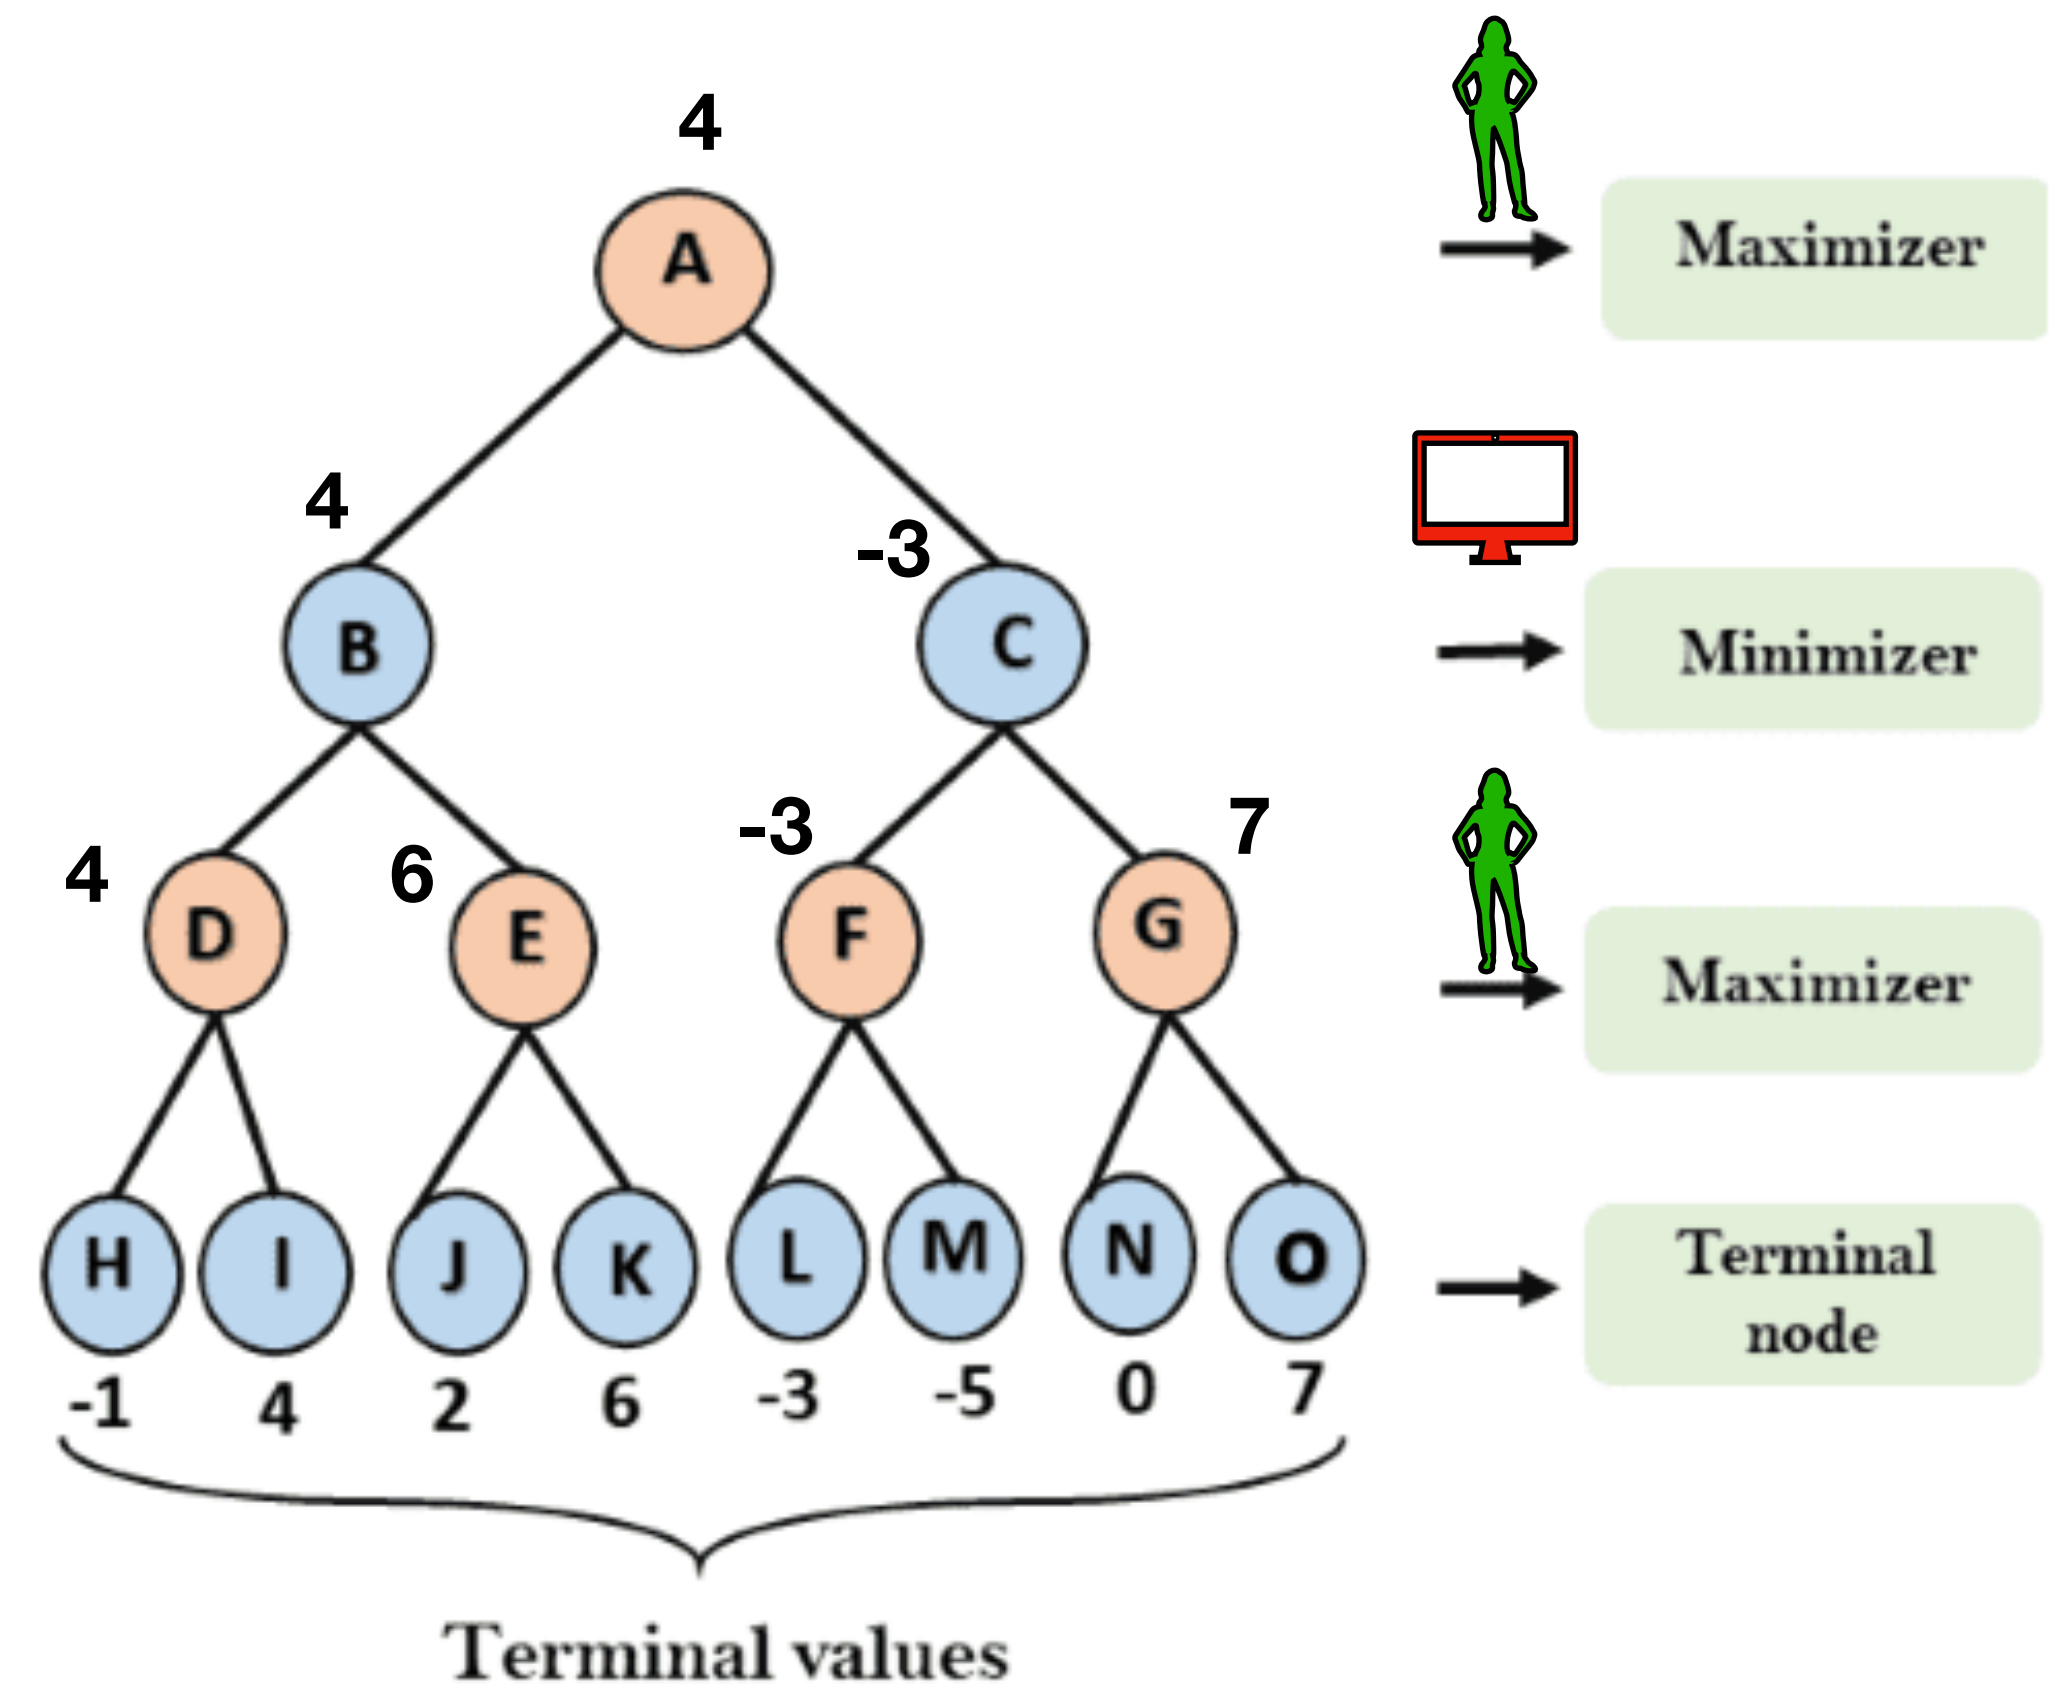 4
A
Maximizer
4
-3
B
C
Minimizer
4
6
-3
7
D
E
F
G
Maximizer
H
I
J
K
L
M
N
O
Terminal
node
-1
4
2
6
-3
-5
0
7
Terminal values